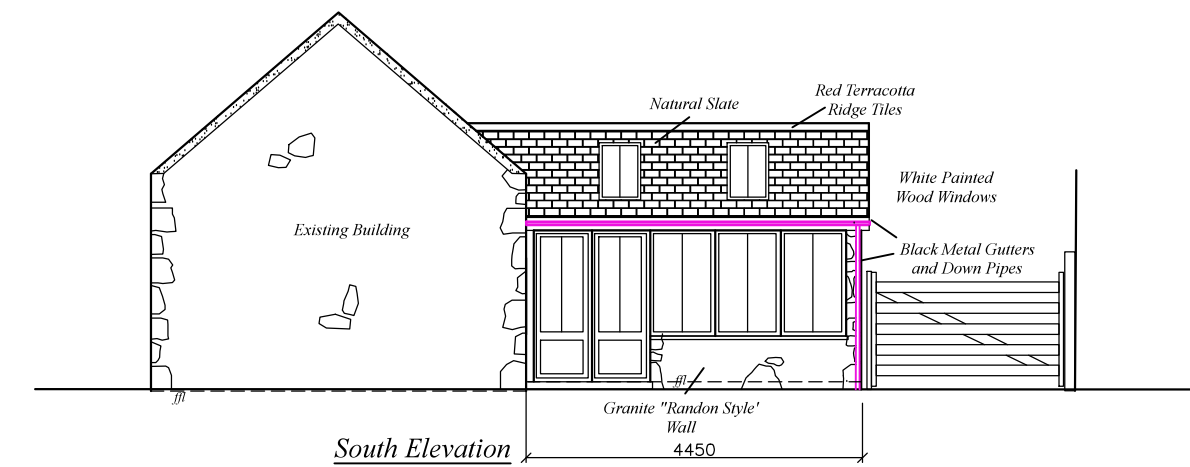 Red Terracotta
Ridge Tiles
Natural Slate
White Painted
Wood Windows
Existing Building
Black Metal Gutters
and Down Pipes
ffl
ffl
Granite "Randon Style'
Wall
South Elevation
4450